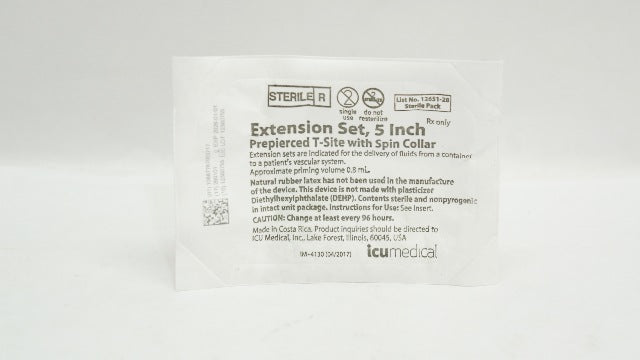 STERILE R
single use
do not resterilize
List No. 12651-28
Sterile Pack
Rx only
Extension Set, 5 Inch
Prepierced T-Site with Spin Collar
Extension sets are indicated for the delivery of fluids from a container
to a patient's vascular system.
Approximate priming volume 0.8 mL.
Natural rubber latex has not been used in the manufacture
of the device. This device is not made with plasticizer
Diethylhexylphthalate (DEHP). Contents sterile and nonpyrogenic
in intact unit package. Instructions for Use: See Insert.
CAUTION: Change at least every 96 hours.
Made in Costa Rica. Product inquiries should be directed to
ICU Medical, Inc., Lake Forest, Illinois, 60045, USA
IM-4130 (04/2017)
icumedical